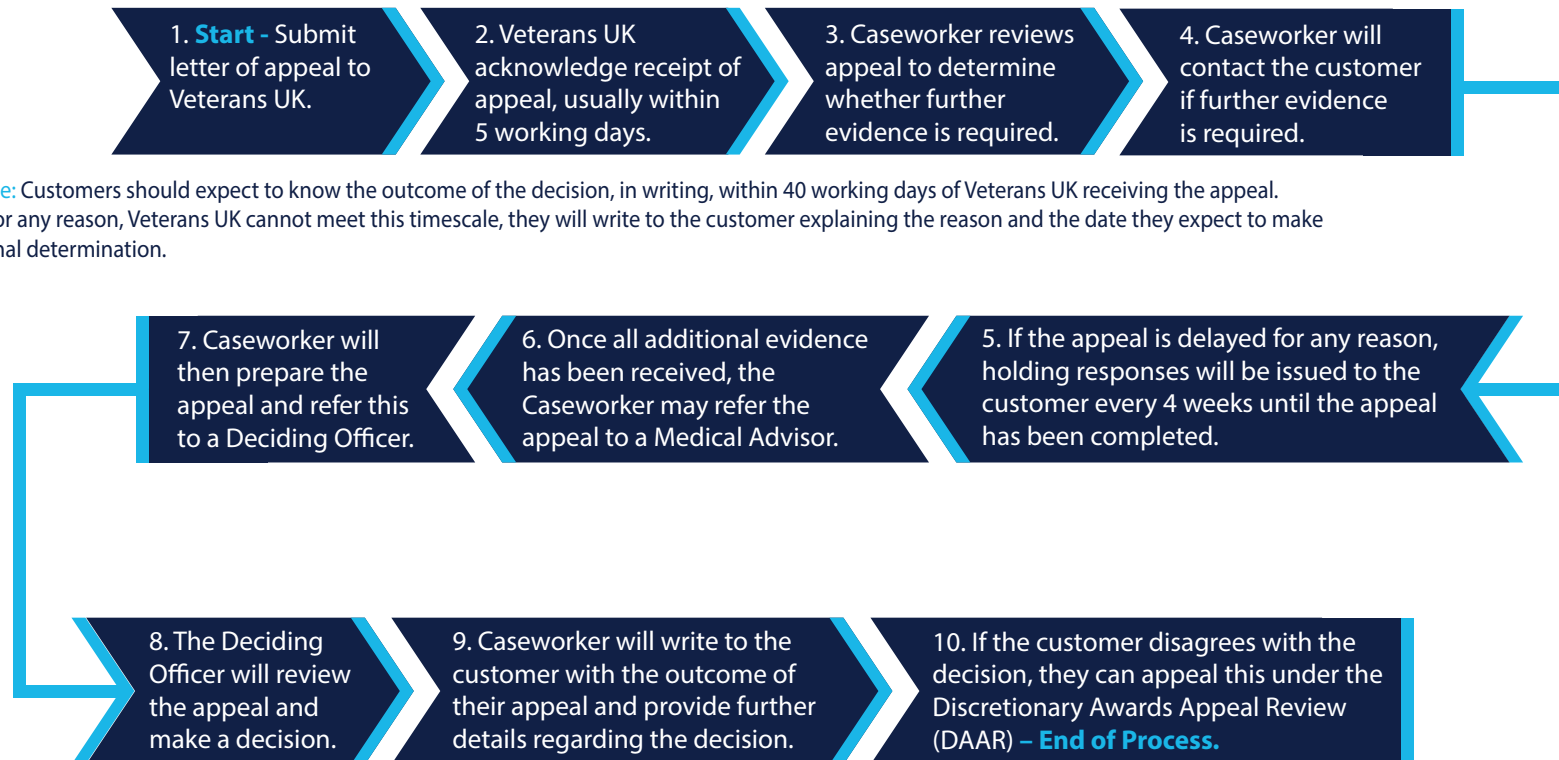 1. Start - Submit
letter of appeal to
Veterans UK.
2. Veterans UK
acknowledge receipt of
appeal, usually within
5 working days.
3. Caseworker reviews
appeal to determine
whether further
evidence is required.
4. Caseworker will
contact the customer
if further evidence
is required.
e: Customers should expect to know the outcome of the decision, in writing, within 40 working days of Veterans UK receiving the appeal.
or any reason, Veterans UK cannot meet this timescale, they will write to the customer explaining the reason and the date they expect to make
nal determination.
5. If the appeal is delayed for any reason,
holding responses will be issued to the
customer every 4 weeks until the appeal
has been completed.
6. Once all additional evidence
has been received, the
Caseworker may refer the
appeal to a Medical Advisor.
7. Caseworker will
then prepare the
appeal and refer this
to a Deciding Officer.
8. The Deciding
Officer will review
the appeal and
make a decision.
9. Caseworker will write to the
customer with the outcome of
their appeal and provide further
details regarding the decision.
10. If the customer disagrees with the
decision, they can appeal this under the
Discretionary Awards Appeal Review
(DAAR) – End of Process.